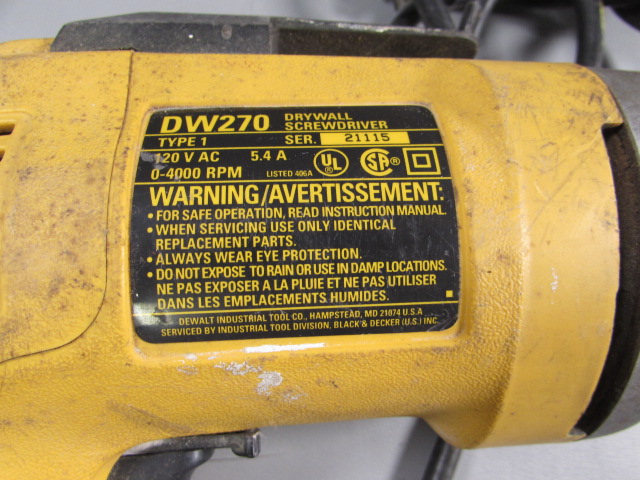 DW270 DRYWALL SCREWDRIVER
TYPE 1 SER. 21115
120 V AC 5.4 A UL SA
0-4000 RPM LISTED 406A
WARNING/AVERTISSEMENT:
• FOR SAFE OPERATION, READ INSTRUCTION MANUAL.
• WHEN SERVICING USE ONLY IDENTICAL
REPLACEMENT PARTS.
• ALWAYS WEAR EYE PROTECTION.
• DO NOT EXPOSE TO RAIN OR USE IN DAMP LOCATIONS.
NE PAS EXPOSER A LA PLUIE ET NE PAS UTILISER
DANS LES EMPLACEMENTS HUMIDES.
DEWALT INDUSTRIAL TOOL CO., HAMPSTEAD, MD 21074 U.S.A
SERVICED BY INDUSTRIAL TOOL DIVISION, BLACK & DECKER (U.S.) INC.